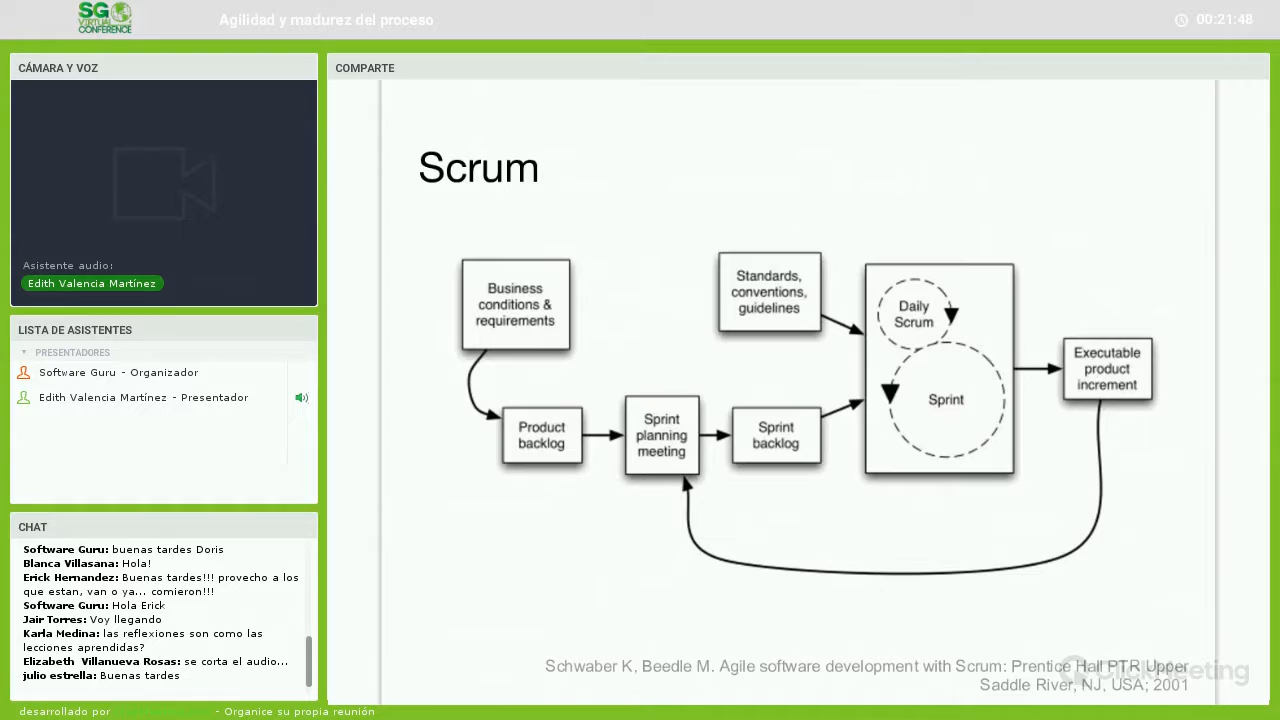 SG
VIRTUAL
CONFERENCE
Agilidad y madurez del proceso
00:21:48
CÁMARA Y VOZ
Asistente audio:
Edith Valencia Martínez
LISTA DE ASISTENTES
PRESENTADORES
Software Guru - Organizador
Edith Valencia Martínez - Presentador
CHAT
Software Guru: buenas tardes Doris
Blanca Villasana: Hola!
Erick Hernandez: Buenas tardes!!! provecho a los
que estan, van o ya... comieron!!!
Software Guru: Hola Erick
Jair Torres: Voy llegando
Karla Medina: las reflexiones son como las
lecciones aprendidas?
Elizabeth Villanueva Rosas: se corta el audio...
julio estrella: Buenas tardes
desarrollado por
- Organice su propia reunión
COMPARTE
Scrum
Business
conditions &
requirements
Standards,
conventions,
guidelines
Daily
Scrum
Sprint
Executable
product
increment
Product
backlog
Sprint
planning
meeting
Sprint
backlog
Schwaber K, Beedle M. Agile software development with Scrum: Prentice Hall PTR Upper
Saddle River, NJ, USA; 2001
ClickMeeting